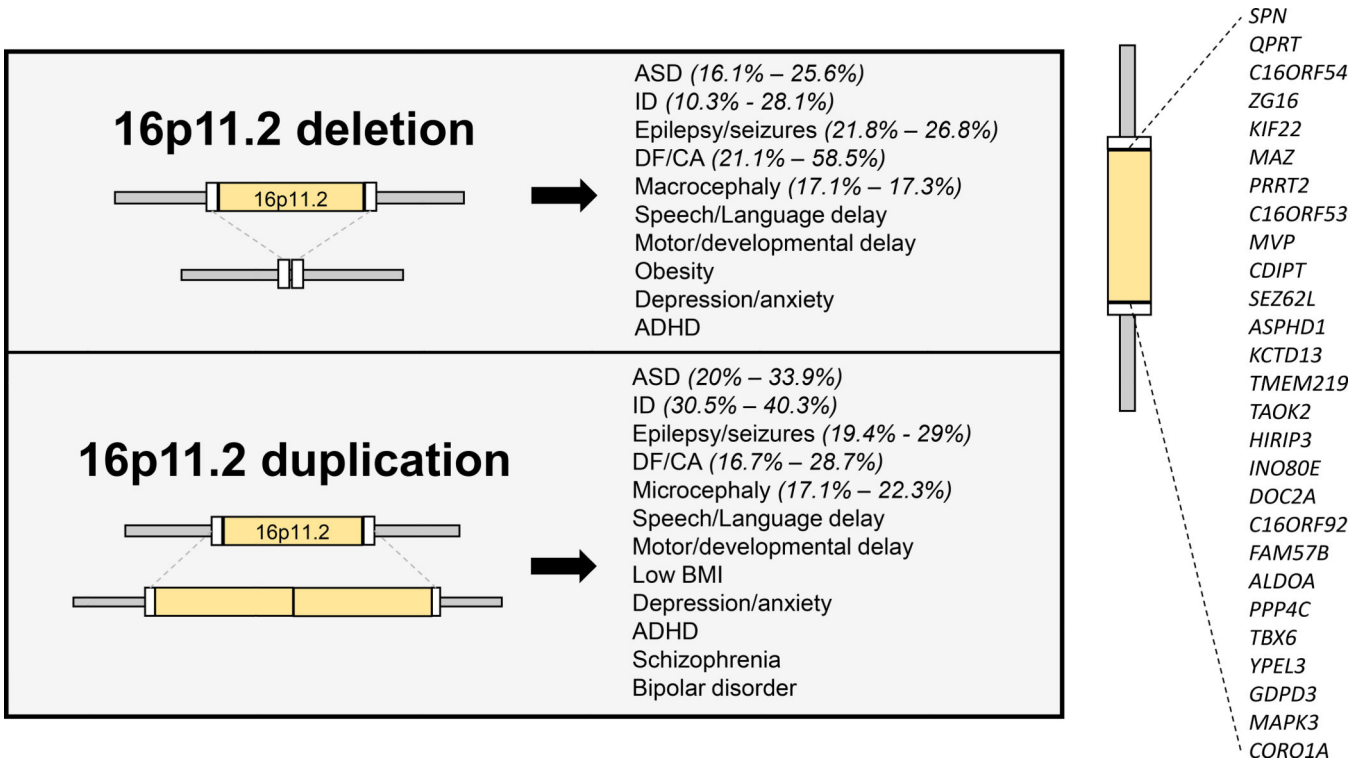 16p11.2 deletion
16p11.2
ASD (16.1% – 25.6%)
ID (10.3% - 28.1%)
Epilepsy/seizures (21.8% – 26.8%)
DF/CA (21.1% – 58.5%)
Macrocephaly (17.1% – 17.3%)
Speech/Language delay
Motor/developmental delay
Obesity
Depression/anxiety
ADHD
16p11.2 duplication
16p11.2
ASD (20% – 33.9%)
ID (30.5% – 40.3%)
Epilepsy/seizures (19.4% - 29%)
DF/CA (16.7% – 28.7%)
Microcephaly (17.1% – 22.3%)
Speech/Language delay
Motor/developmental delay
Low BMI
Depression/anxiety
ADHD
Schizophrenia
Bipolar disorder
SPN
QPRT
C16ORF54
ZG16
KIF22
MAZ
PRRT2
C16ORF53
MVP
CDIPT
SEZ62L
ASPHD1
KCTD13
TMEM219
TAOK2
HIRIP3
INO80E
DOC2A
C16ORF92
FAM57B
ALDOA
PPP4C
TBX6
YPEL3
GDPD3
MAPK3
CORO1A